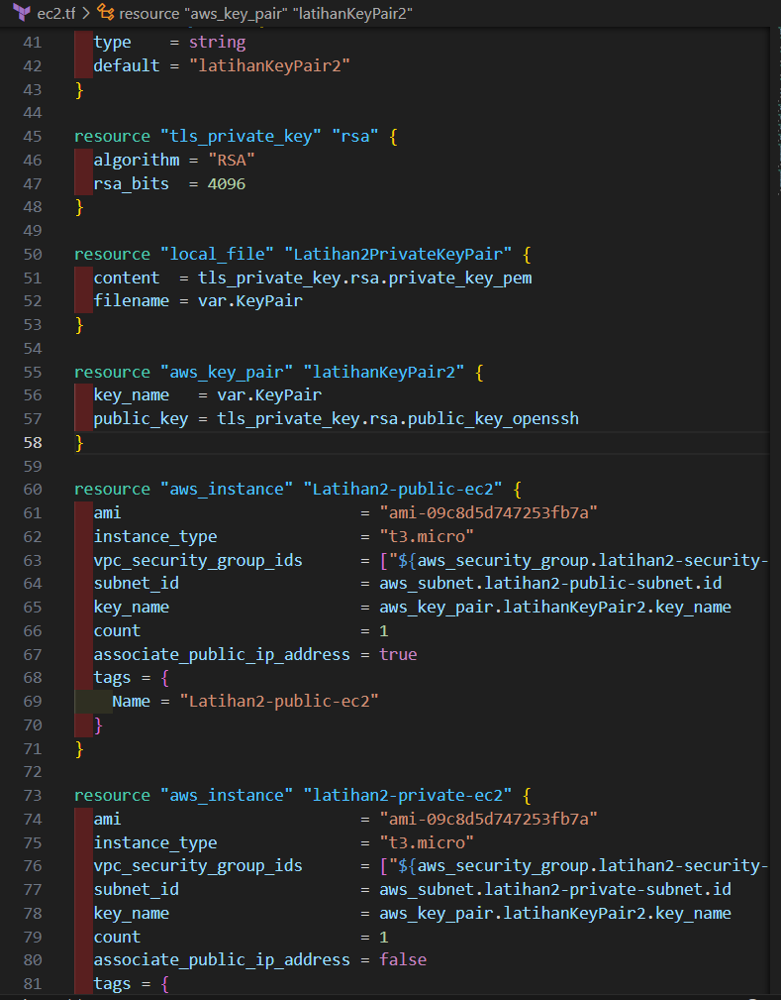 ec2.tf > resource "aws_key_pair" "latihanKeyPair2"
41 type = string
42 default = "latihanKeyPair2"
43 }
44
45 resource "tls_private_key" "rsa" {
46 algorithm = "RSA"
47 rsa_bits = 4096
48 }
49
50 resource "local_file" "Latihan2PrivateKeyPair" {
51 content = tls_private_key.rsa.private_key_pem
52 filename = var.KeyPair
53 }
54
55 resource "aws_key_pair" "latihanKeyPair2" {
56 key_name = var.KeyPair
57 public_key = tls_private_key.rsa.public_key_openssh
58 }
59
60 resource "aws_instance" "Latihan2-public-ec2" {
61 ami = "ami-09c8d5d747253fb7a"
62 instance_type = "t3.micro"
63 vpc_security_group_ids = ["${aws_security_group.latihan2-security-
64 subnet_id = aws_subnet.latihan2-public-subnet.id
65 key_name = aws_key_pair.latihanKeyPair2.key_name
66 count = 1
67 associate_public_ip_address = true
68 tags = {
69 Name = "Latihan2-public-ec2"
70 }
71 }
72
73 resource "aws_instance" "latihan2-private-ec2" {
74 ami = "ami-09c8d5d747253fb7a"
75 instance_type = "t3.micro"
76 vpc_security_group_ids = ["${aws_security_group.latihan2-security-
77 subnet_id = aws_subnet.latihan2-private-subnet.id
78 key_name = aws_key_pair.latihanKeyPair2.key_name
79 count = 1
80 associate_public_ip_address = false
81 tags = {